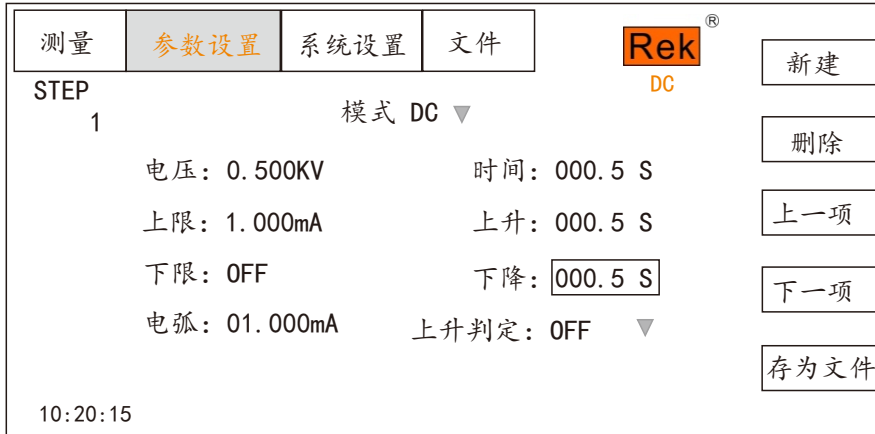 测量 参数设置 系统设置 文件 Rek ®
DC
新建
STEP
1
模式 DC
删除
电压: 0.500KV 时间: 000.5 S
上限: 1.000mA 上升: 000.5 S
上一项
下限: OFF 下降: 000.5 S
下一项
电弧: 01.000mA 上升判定: OFF
存为文件
10:20:15